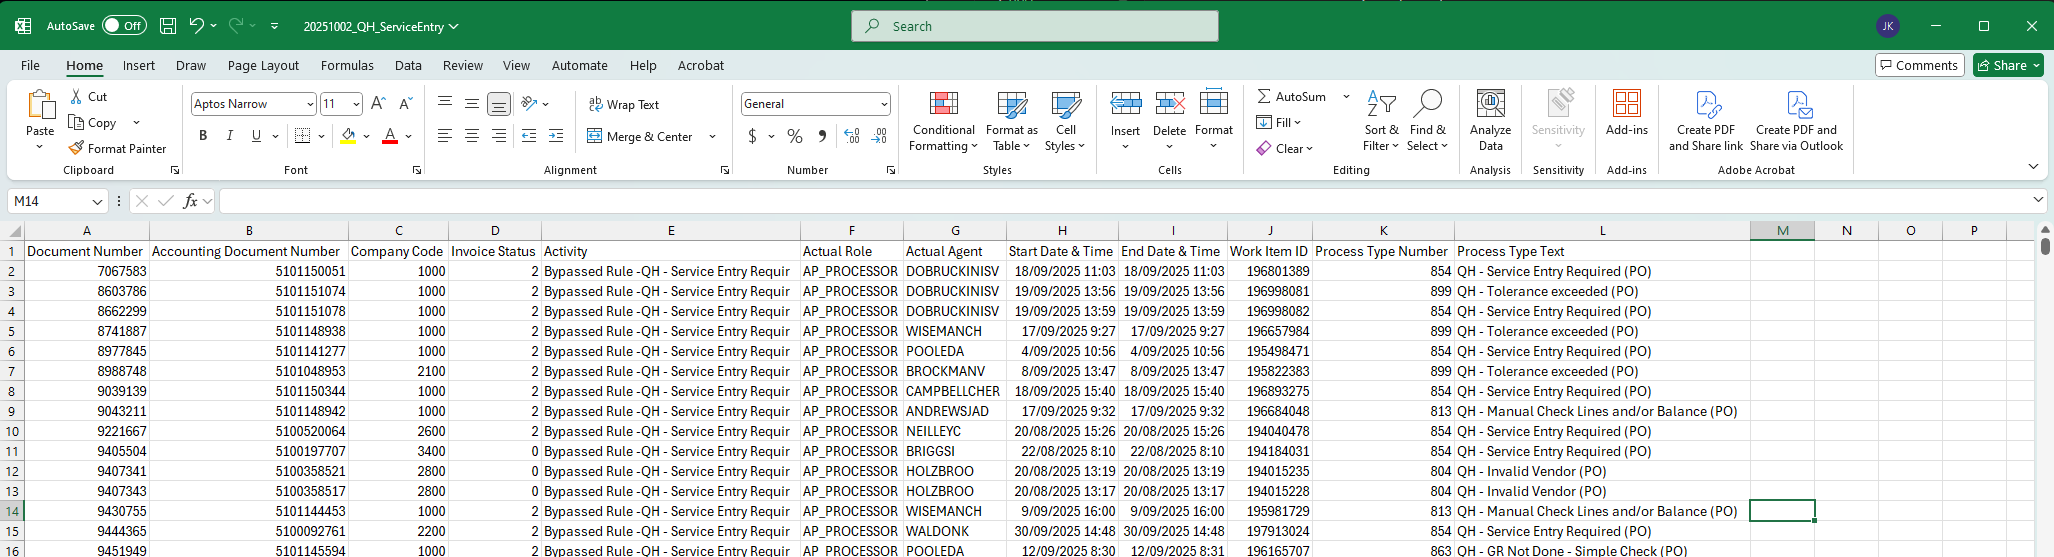 AutoSave Off 20251002_QH_ServiceEntry Search JK
File Home Insert Draw Page Layout Formulas Data Review View Automate Help Acrobat Comments Share
Paste Cut Copy Format Painter Clipboard
Aptos Narrow 11 A A B I U A Font
ab Wrap Text Merge & Center Alignment
General $ % Number
Conditional Formatting Format as Table Cell Styles Styles
Insert Delete Format Cells
AutoSum Fill Clear Sort & Filter Find & Select Editing
Analyze Data Analysis
Sensitivity Sensitivity
Add-ins Add-ins
Create PDF and Share link Create PDF and Share via Outlook Adobe Acrobat
M14 fx
A B C D E F G H I J K L M N O P
1 Document Number Accounting Document Number Company Code Invoice Status Activity Actual Role Actual Agent Start Date & Time End Date & Time Work Item ID Process Type Number Process Type Text
2 7067583 5101150051 1000 2 Bypassed Rule -QH - Service Entry Requir AP_PROCESSOR DOBRUCKINISV 18/09/2025 11:03 18/09/2025 11:03 196801389 854 QH - Service Entry Required (PO)
3 8603786 5101151074 1000 2 Bypassed Rule -QH - Service Entry Requir AP_PROCESSOR DOBRUCKINISV 19/09/2025 13:56 19/09/2025 13:56 196998081 899 QH - Tolerance exceeded (PO)
4 8662299 5101151078 1000 2 Bypassed Rule -QH - Service Entry Requir AP_PROCESSOR DOBRUCKINISV 19/09/2025 13:59 19/09/2025 13:59 196998082 854 QH - Service Entry Required (PO)
5 8741887 5101148938 1000 2 Bypassed Rule -QH - Service Entry Requir AP_PROCESSOR WISEMANCH 17/09/2025 9:27 17/09/2025 9:27 196657984 899 QH - Tolerance exceeded (PO)
6 8977845 5101141277 1000 2 Bypassed Rule -QH - Service Entry Requir AP_PROCESSOR POOLEDA 4/09/2025 10:56 4/09/2025 10:56 195498471 854 QH - Service Entry Required (PO)
7 8988748 5101048953 2100 2 Bypassed Rule -QH - Service Entry Requir AP_PROCESSOR BROCKMANV 8/09/2025 13:47 8/09/2025 13:47 195822383 899 QH - Tolerance exceeded (PO)
8 9039139 5101150344 1000 2 Bypassed Rule -QH - Service Entry Requir AP_PROCESSOR CAMPBELLCHER 18/09/2025 15:40 18/09/2025 15:40 196893275 854 QH - Service Entry Required (PO)
9 9043211 5101148942 1000 2 Bypassed Rule -QH - Service Entry Requir AP_PROCESSOR ANDREWSJAD 17/09/2025 9:32 17/09/2025 9:32 196684048 813 QH - Manual Check Lines and/or Balance (PO)
10 9221667 5100520064 2600 2 Bypassed Rule -QH - Service Entry Requir AP_PROCESSOR NEILLEYC 20/08/2025 15:26 20/08/2025 15:26 194040478 854 QH - Service Entry Required (PO)
11 9405504 5100197707 3400 0 Bypassed Rule -QH - Service Entry Requir AP_PROCESSOR BRIGGSI 22/08/2025 8:10 22/08/2025 8:10 194184031 854 QH - Service Entry Required (PO)
12 9407341 5100358521 2800 0 Bypassed Rule -QH - Service Entry Requir AP_PROCESSOR HOLZBROO 20/08/2025 13:19 20/08/2025 13:19 194015235 804 QH - Invalid Vendor (PO)
13 9407343 5100358517 2800 0 Bypassed Rule -QH - Service Entry Requir AP_PROCESSOR HOLZBROO 20/08/2025 13:17 20/08/2025 13:17 194015228 804 QH - Invalid Vendor (PO)
14 9430755 5101144453 1000 2 Bypassed Rule -QH - Service Entry Requir AP_PROCESSOR WISEMANCH 9/09/2025 16:00 9/09/2025 16:00 195981729 813 QH - Manual Check Lines and/or Balance (PO)
15 9444365 5100092761 2200 2 Bypassed Rule -QH - Service Entry Requir AP_PROCESSOR WALDONK 30/09/2025 14:48 30/09/2025 14:48 197913024 854 QH - Service Entry Required (PO)
16 9451949 5101145594 1000 2 Bypassed Rule -QH - Service Entry Requir AP_PROCESSOR POOLEDA 12/09/2025 8:30 12/09/2025 8:31 196165707 863 QH - GR Not Done - Simple Check (PO)